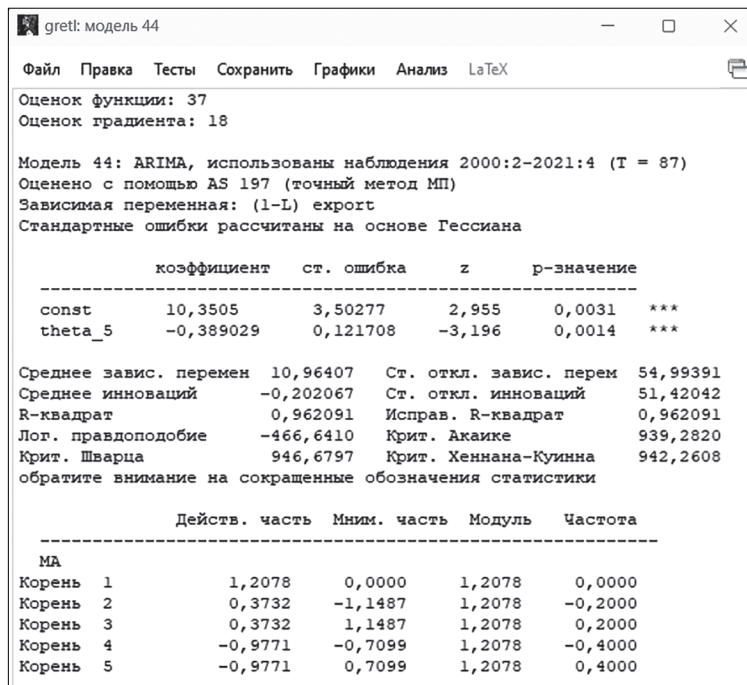 gretl: модель 44
Файл Правка Тесты Сохранить Графики Анализ LaTeX
Оценок функции: 37
Оценок градиента: 18
Модель 44: ARIMA, использованы наблюдения 2000:2-2021:4 (T = 87)
Оценено с помощью AS 197 (точный метод МП)
Зависимая переменная: (1-L) export
Стандартные ошибки рассчитаны на основе Гессиана
коэффициент ст. ошибка z p-значение
const 10,3505 3,50277 2,955 0,0031 ***
theta_5 -0,389029 0,121708 -3,196 0,0014 ***
Среднее завис. перемен 10,96407 Ст. откл. завис. перем 54,99391
Среднее инноваций -0,202067 Ст. откл. инноваций 51,42042
R-квадрат 0,962091 Исправ. R-квадрат 0,962091
Лог. правдоподобие -466,6410 Крит. Акаике 939,2820
Крит. Шварца 946,6797 Крит. Хеннана-Куинна 942,2608
обратите внимание на сокращенные обозначения статистики
Действ. часть Мним. часть Модуль Частота
MA
Корень 1 1,2078 0,0000 1,2078 0,0000
Корень 2 0,3732 -1,1487 1,2078 -0,2000
Корень 3 0,3732 1,1487 1,2078 0,2000
Корень 4 -0,9771 -0,7099 1,2078 -0,4000
Корень 5 -0,9771 0,7099 1,2078 0,4000